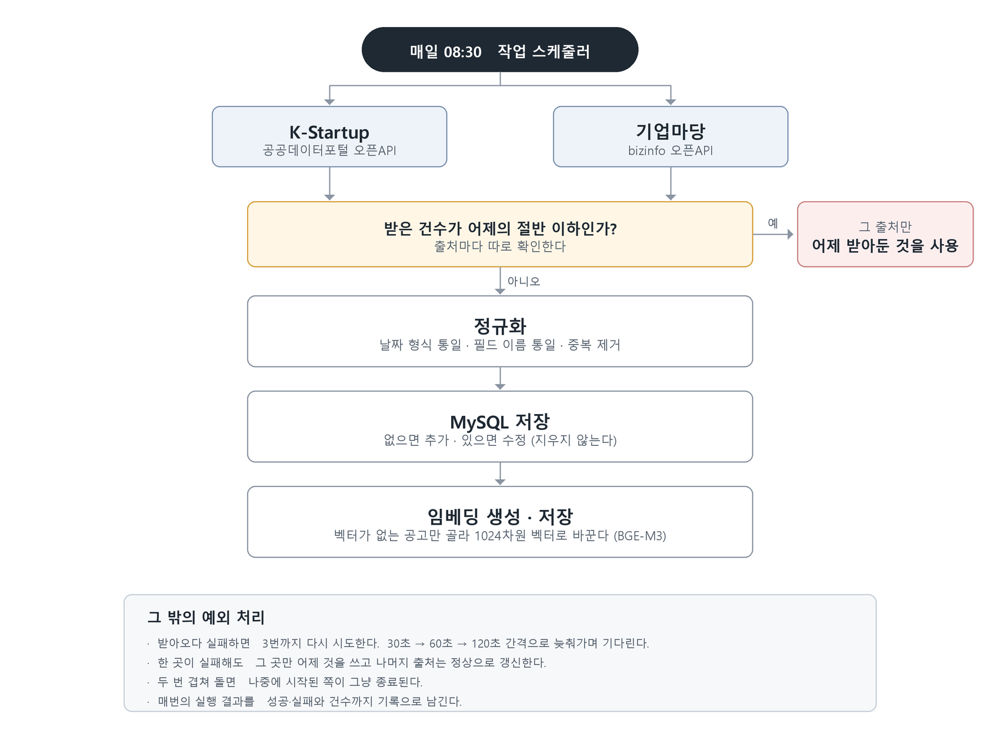 매일 08:30 작업 스케줄러
K-Startup
공공데이터포털 오픈API
기업마당
bizinfo 오픈API
받은 건수가 어제의 절반 이하인가?
출처마다 따로 확인한다
예
그 출처만
어제 받아둔 것을 사용
아니오
정규화
날짜 형식 통일 · 필드 이름 통일 · 중복 제거
MySQL 저장
없으면 추가 · 있으면 수정 (지우지 않는다)
임베딩 생성 · 저장
벡터가 없는 공고만 골라 1024차원 벡터로 바꾼다 (BGE-M3)
그 밖의 예외 처리
· 받아오다 실패하면 3번까지 다시 시도한다. 30초 → 60초 → 120초 간격으로 늦춰가며 기다린다.
· 한 곳이 실패해도 그 곳만 어제 것을 쓰고 나머지 출처는 정상으로 갱신한다.
· 두 번 겹쳐 돌면 나중에 시작된 쪽이 그냥 종료된다.
· 매번의 실행 결과를 성공·실패와 건수까지 기록으로 남긴다.